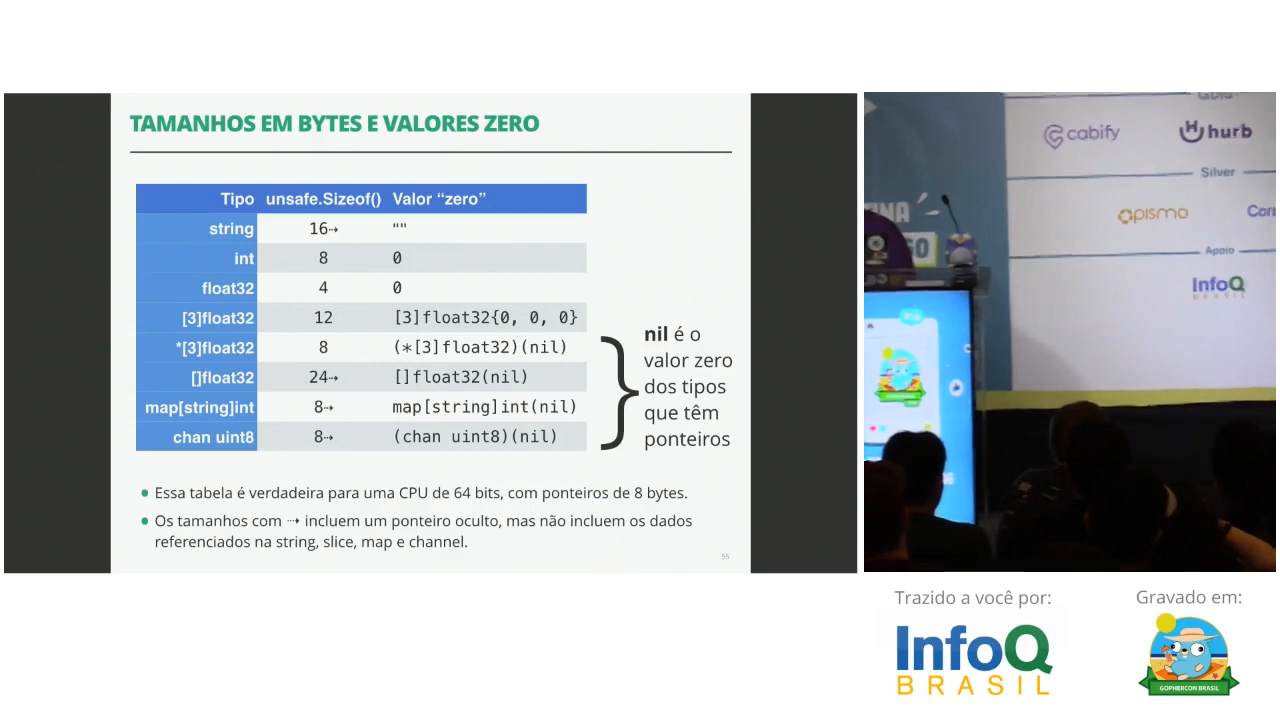 TAMANHOS EM BYTES E VALORES ZERO
Tipo unsafe.Sizeof() Valor “zero”
string 16⇢ ""
int 8 0
float32 4 0
[3]float32 12 [3]float32{0, 0, 0}
*[3]float32 8 (*[3]float32)(nil)
[]float32 24⇢ []float32(nil)
map[string]int 8⇢ map[string]int(nil)
chan uint8 8⇢ (chan uint8)(nil)
nil é o
valor zero
dos tipos
que têm
ponteiros
Essa tabela é verdadeira para uma CPU de 64 bits, com ponteiros de 8 bytes.
Os tamanhos com ⇢ incluem um ponteiro oculto, mas não incluem os dados
referenciados na string, slice, map e channel.
55
cabify
hurb
Silver
apismo
Apoio
InfoQ
BRASIL
Trazido a você por:
InfoQ
BRASIL
Gravado em:
GOPHERCON BRASIL